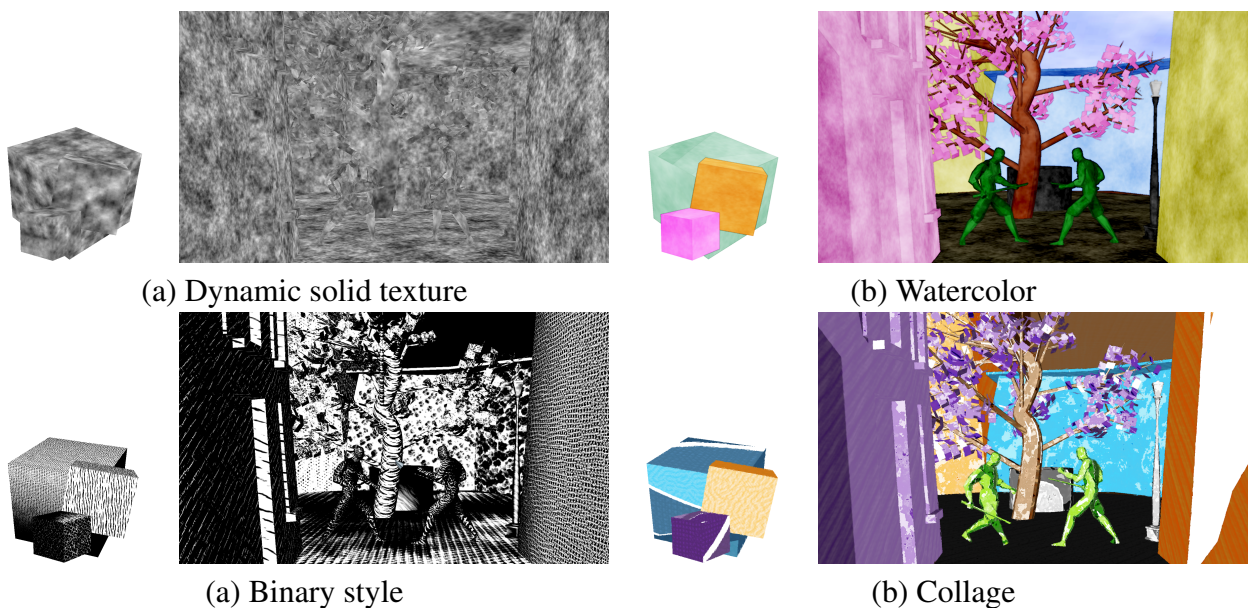 (a) Dynamic solid texture
(b) Watercolor
(a) Binary style
(b) Collage